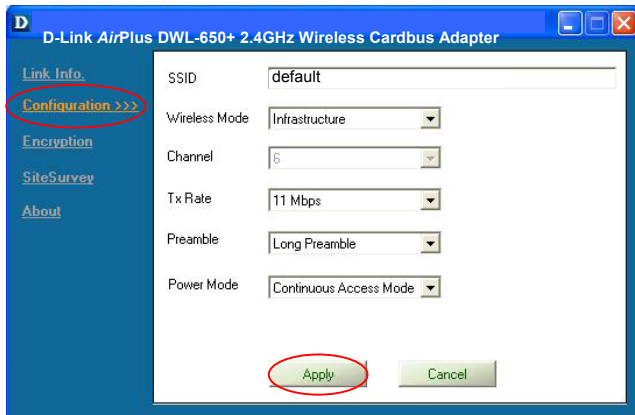 D
D-Link AirPlus DWL-650+ 2.4GHz Wireless Cardbus Adapter
Link Info.
Configuration >>>
Encryption
SiteSurvey
About
SSID default
Wireless Mode Infrastructure
Channel 6
Tx Rate 11 Mbps
Preamble Long Preamble
Power Mode Continuous Access Mode
Apply Cancel